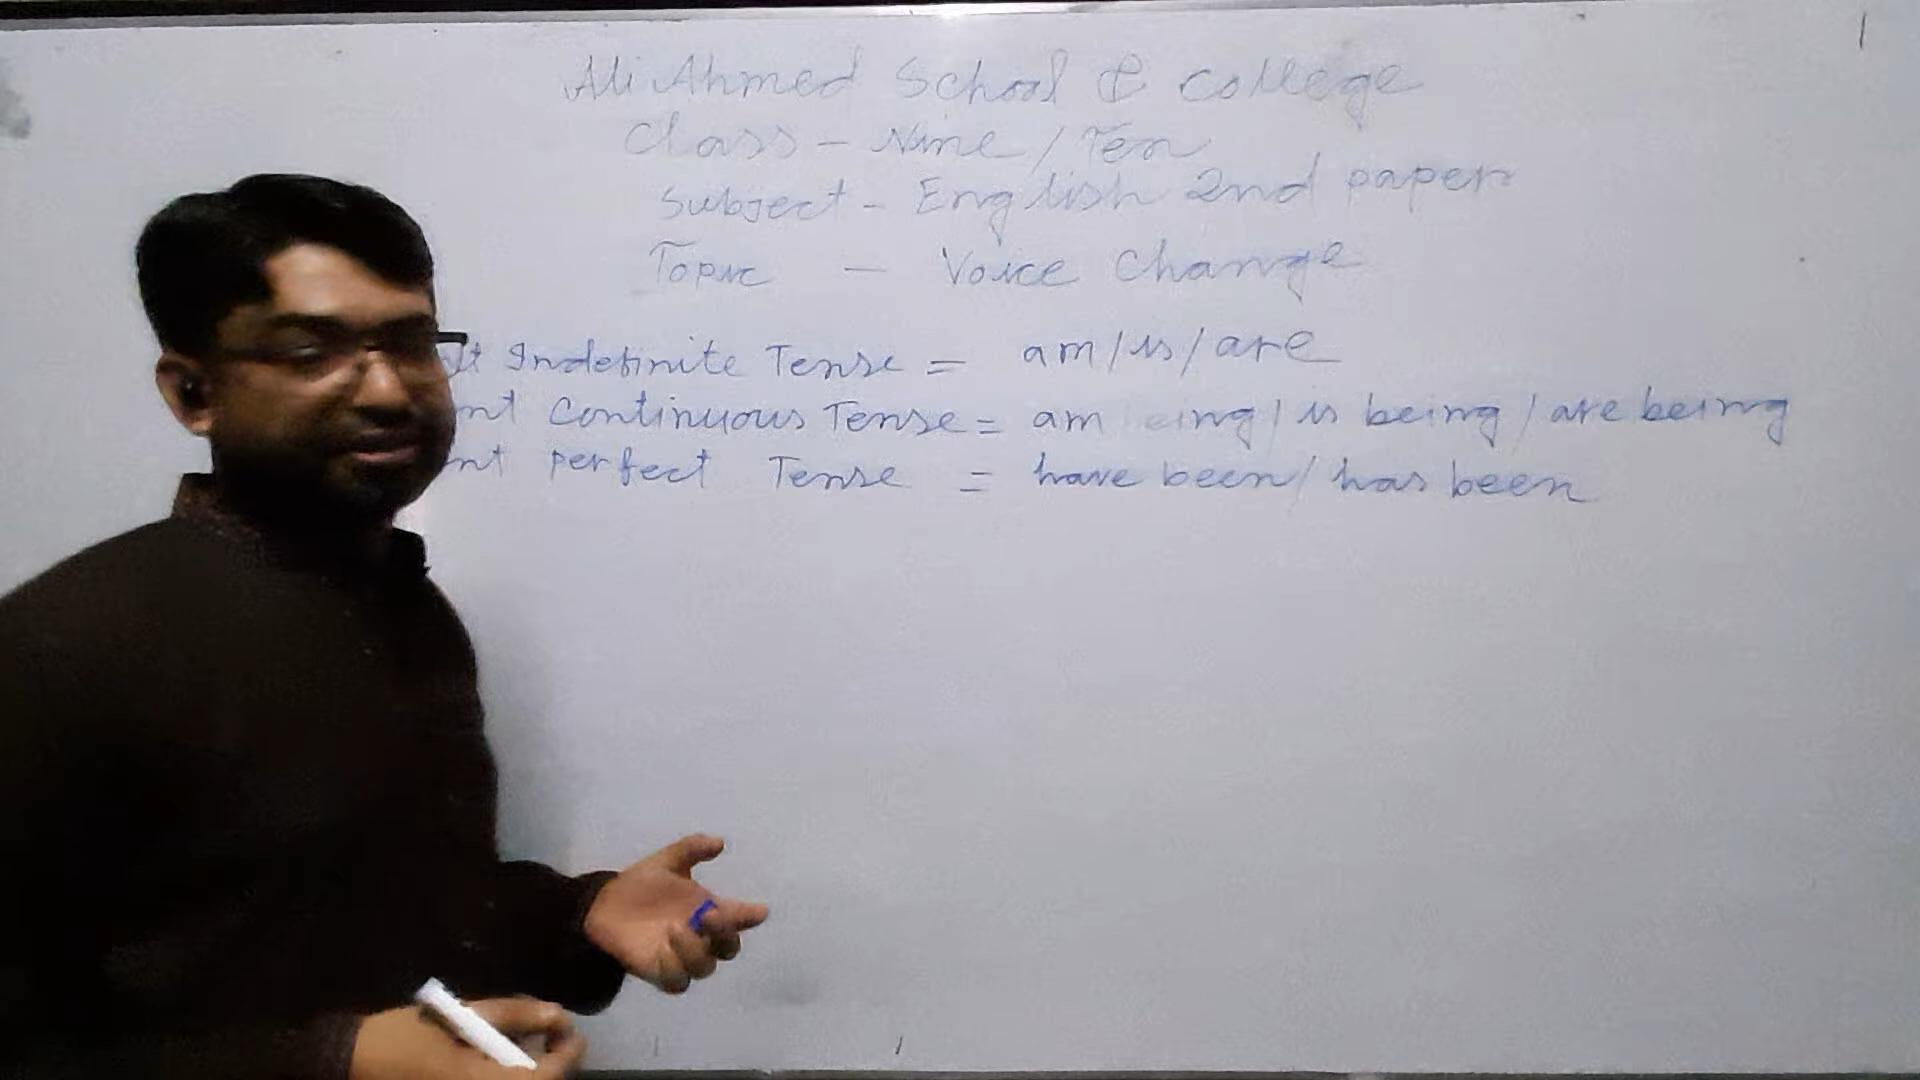 Ali Ahmed School & College
Class - Nine / Ten
Subject - English 2nd paper
Topic - Voice Change
Indefinite Tense = am / is / are
Continuous Tense = am being / is being / are being
perfect Tense = have been / has been